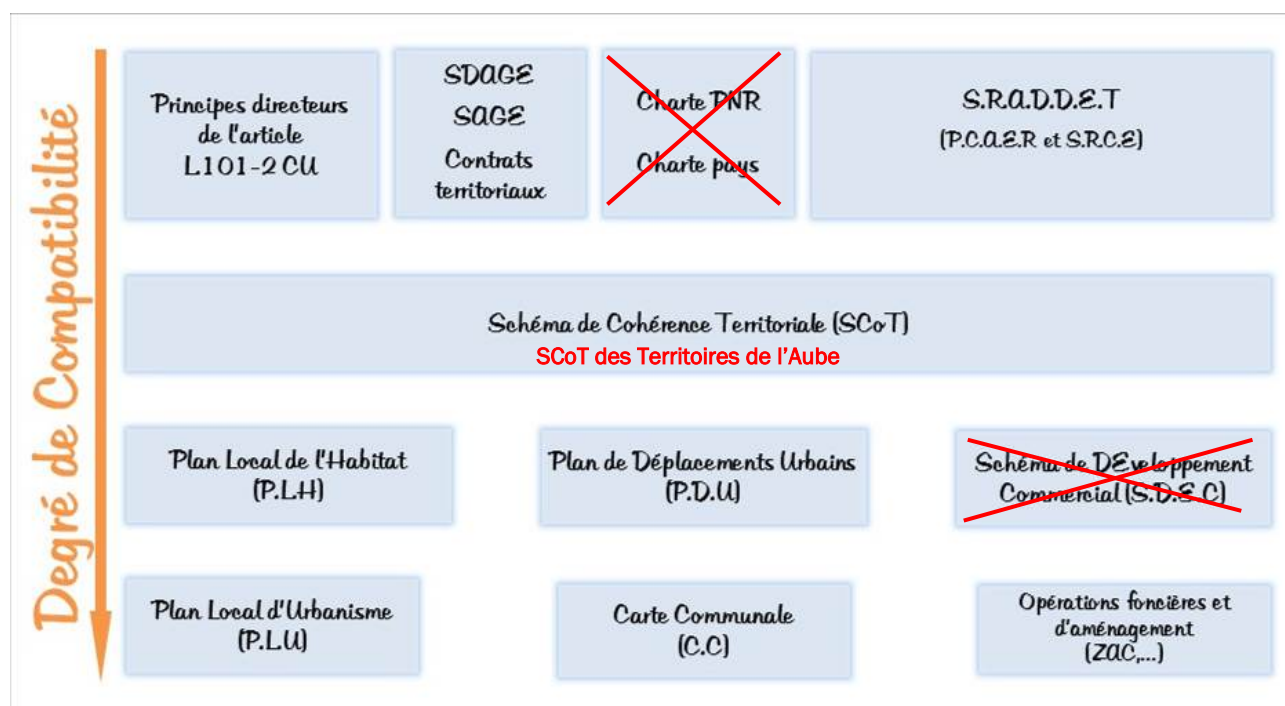 Degré de Compatibilité
Principes directeurs
de l'article
L101-2 CU
SDAGE
SAGE
Contrats
territoriaux
Charte PNR
Charte pays
S.R.A.D.D.E.T
(P.C.A.E.R et S.R.C.E)
Schéma de Cohérence Territoriale (SCoT)
SCoT des Territoires de l'Aube
Plan Local de l'Habitat
(P.L.H)
Plan de Déplacements Urbains
(P.D.U)
Schéma de DEveloppement
Commercial (S.D.E.C)
Plan Local d'Urbanisme
(P.L.U)
Carte Communale
(C.C)
Opérations foncières et
d'aménagement
(ZAC,...)